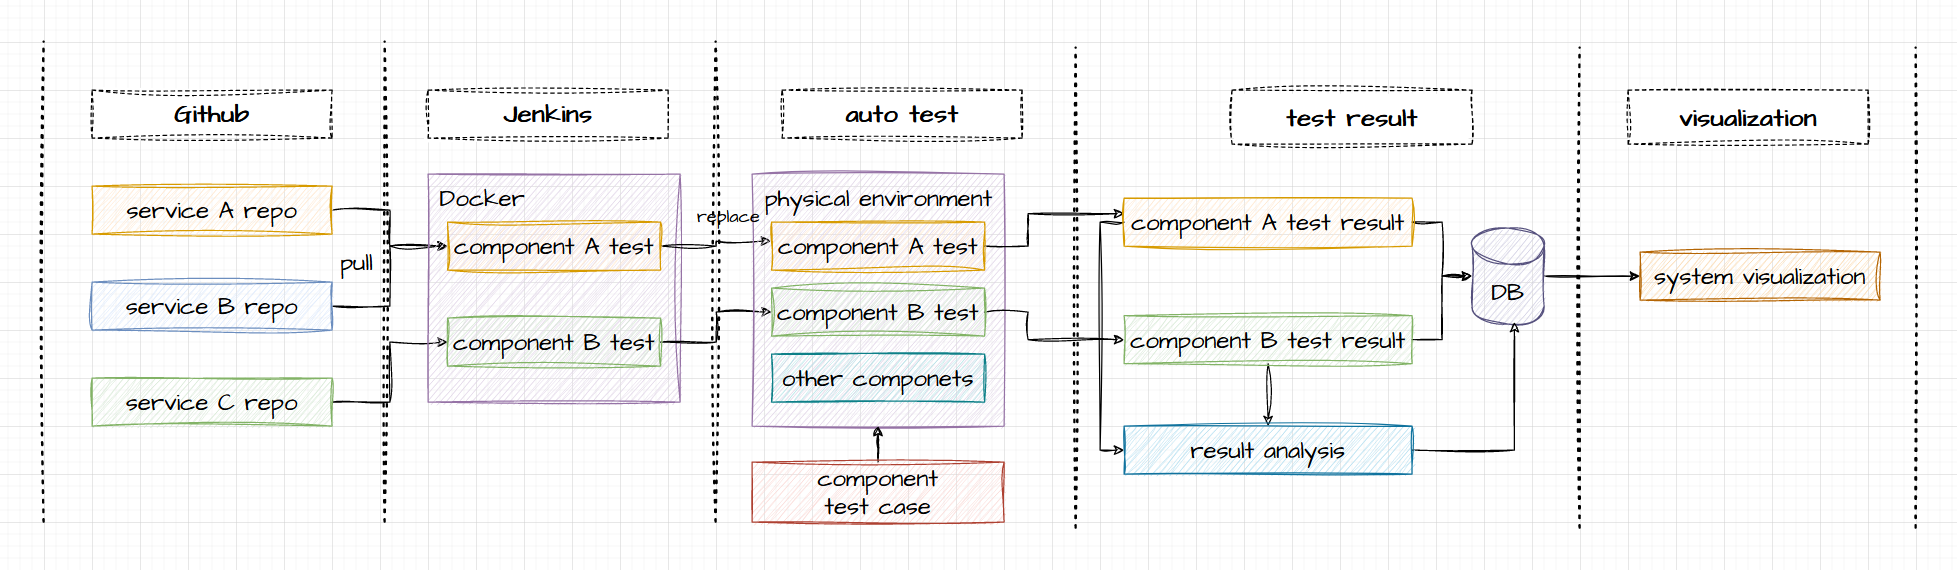 Github
Jenkins
auto test
test result
visualization
service A repo
pull
service B repo
service C repo
Docker
component A test
component B test
replace
physical environment
component A test
component B test
other componets
component
test case
component A test result
component B test result
result analysis
DB
system visualization